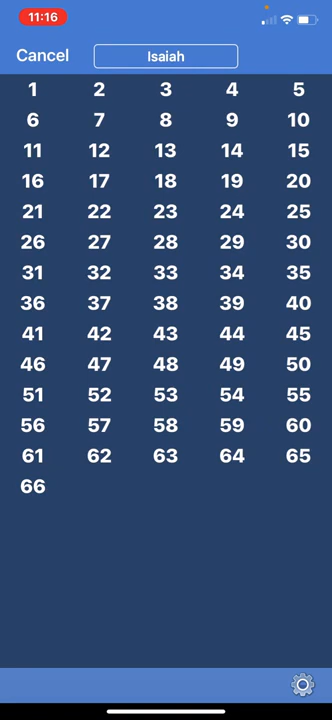 11:16
Cancel Isaiah
1 2 3 4 5
6 7 8 9 10
11 12 13 14 15
16 17 18 19 20
21 22 23 24 25
26 27 28 29 30
31 32 33 34 35
36 37 38 39 40
41 42 43 44 45
46 47 48 49 50
51 52 53 54 55
56 57 58 59 60
61 62 63 64 65
66